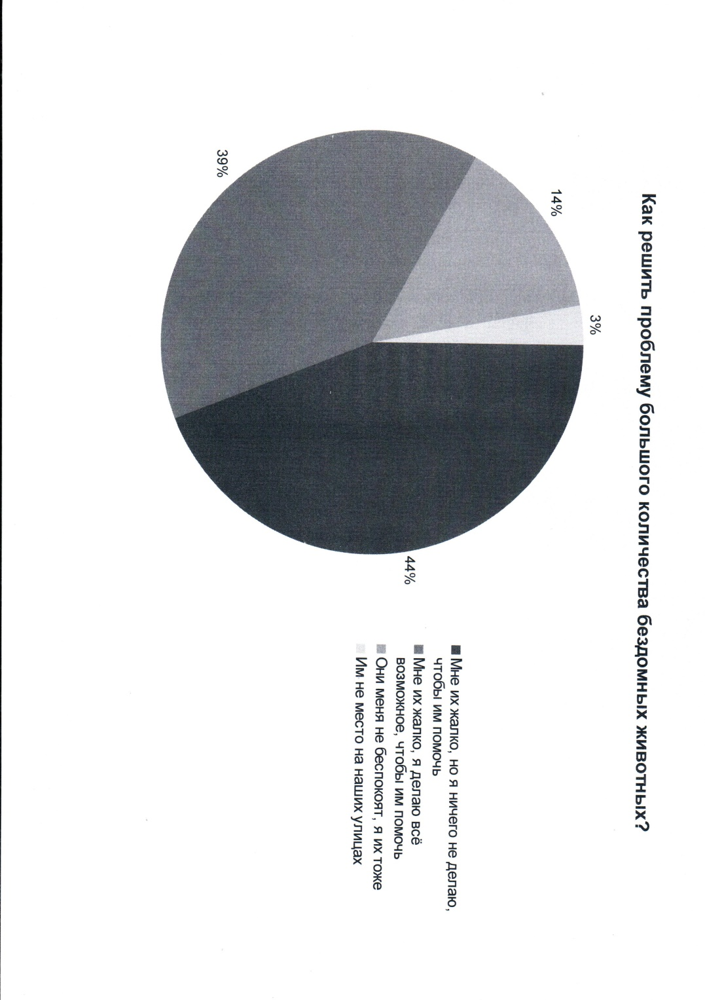 Как решить проблему большого количества бездомных животных?
3%
14%
44%
39%
Мне их жалко, но я ничего не делаю,
чтобы им помочь
Мне их жалко, я делаю всё
возможное, чтобы им помочь
Они меня не беспокоят, я их тоже
Им не место на наших улицах